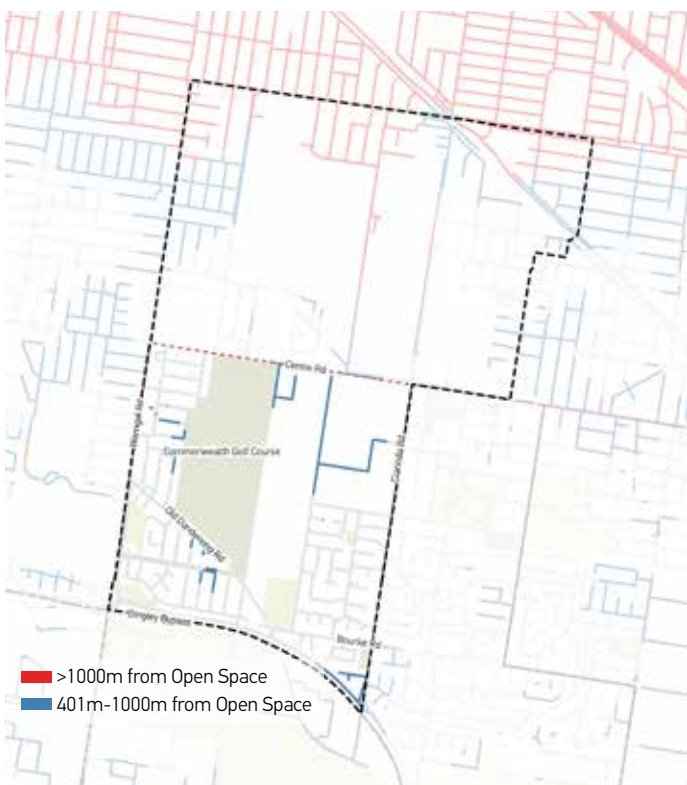 Centre Rd
Warrigal Rd
Clarinda Rd
Commonwealth Golf Course
Old Dandenong Rd
Dingley Bypass
Bourke Rd
>1000m from Open Space
401m-1000m from Open Space